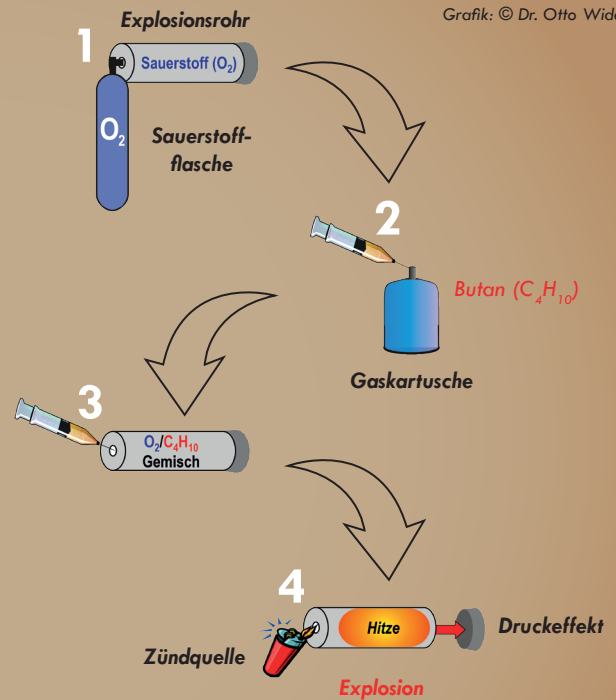 Explosionsrohr
Grafik: © Dr. Otto
1
Sauerstoff (O₂)
O₂
Sauerstoff-
flasche
2
Butan (C₄H₁₀)
Gaskartusche
3
O₂/C₄H₁₀
Gemisch
4
Hitze
Druckeffekt
Zündquelle
Explosion